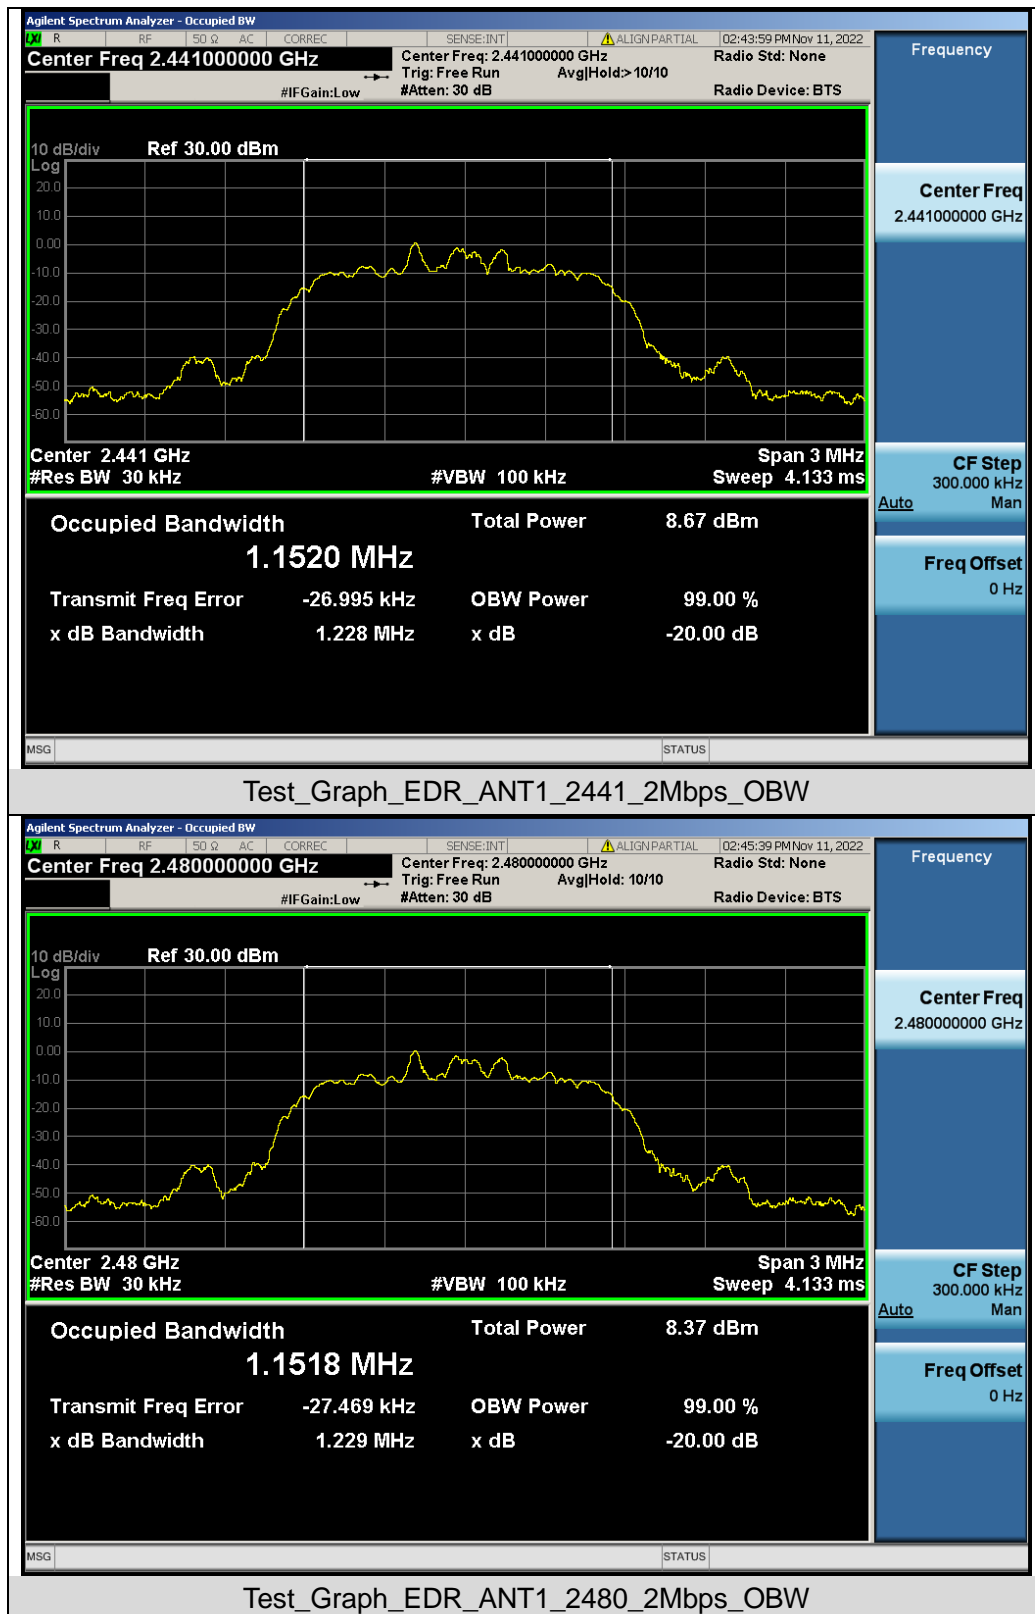 Agilent Spectrum Analyzer - Occupied BW
LXI R RF 50 Ω AC CORREC SENSE:INT ALIGN PARTIAL 02:43:59 PM Nov 11, 2022
Center Freq 2.441000000 GHz Center Freq: 2.441000000 GHz Radio Std: None Frequency
Trig: Free Run Avg|Hold:> 10/10
#IFGain:Low #Atten: 30 dB Radio Device: BTS
10 dB/div Ref 30.00 dBm
Log
20.0
10.0
0.00
-10.0
-20.0
-30.0
-40.0
-50.0
-60.0
Center Freq
2.441000000 GHz
Center 2.441 GHz Span 3 MHz
#Res BW 30 kHz #VBW 100 kHz Sweep 4.133 ms
CF Step
300.000 kHz
Auto Man
Occupied Bandwidth Total Power 8.67 dBm
1.1520 MHz
Freq Offset
0 Hz
Transmit Freq Error -26.995 kHz OBW Power 99.00 %
x dB Bandwidth 1.228 MHz x dB -20.00 dB
MSG STATUS
Test_Graph_EDR_ANT1_2441_2Mbps_OBW
Agilent Spectrum Analyzer - Occupied BW
LXI R RF 50 Ω AC CORREC SENSE:INT ALIGN PARTIAL 02:45:39 PM Nov 11, 2022
Center Freq 2.480000000 GHz Center Freq: 2.480000000 GHz Radio Std: None Frequency
Trig: Free Run Avg|Hold: 10/10
#IFGain:Low #Atten: 30 dB Radio Device: BTS
10 dB/div Ref 30.00 dBm
Log
20.0
10.0
0.00
-10.0
-20.0
-30.0
-40.0
-50.0
-60.0
Center Freq
2.480000000 GHz
Center 2.48 GHz Span 3 MHz
#Res BW 30 kHz #VBW 100 kHz Sweep 4.133 ms
CF Step
300.000 kHz
Auto Man
Occupied Bandwidth Total Power 8.37 dBm
1.1518 MHz
Freq Offset
0 Hz
Transmit Freq Error -27.469 kHz OBW Power 99.00 %
x dB Bandwidth 1.229 MHz x dB -20.00 dB
MSG STATUS
Test_Graph_EDR_ANT1_2480_2Mbps_OBW